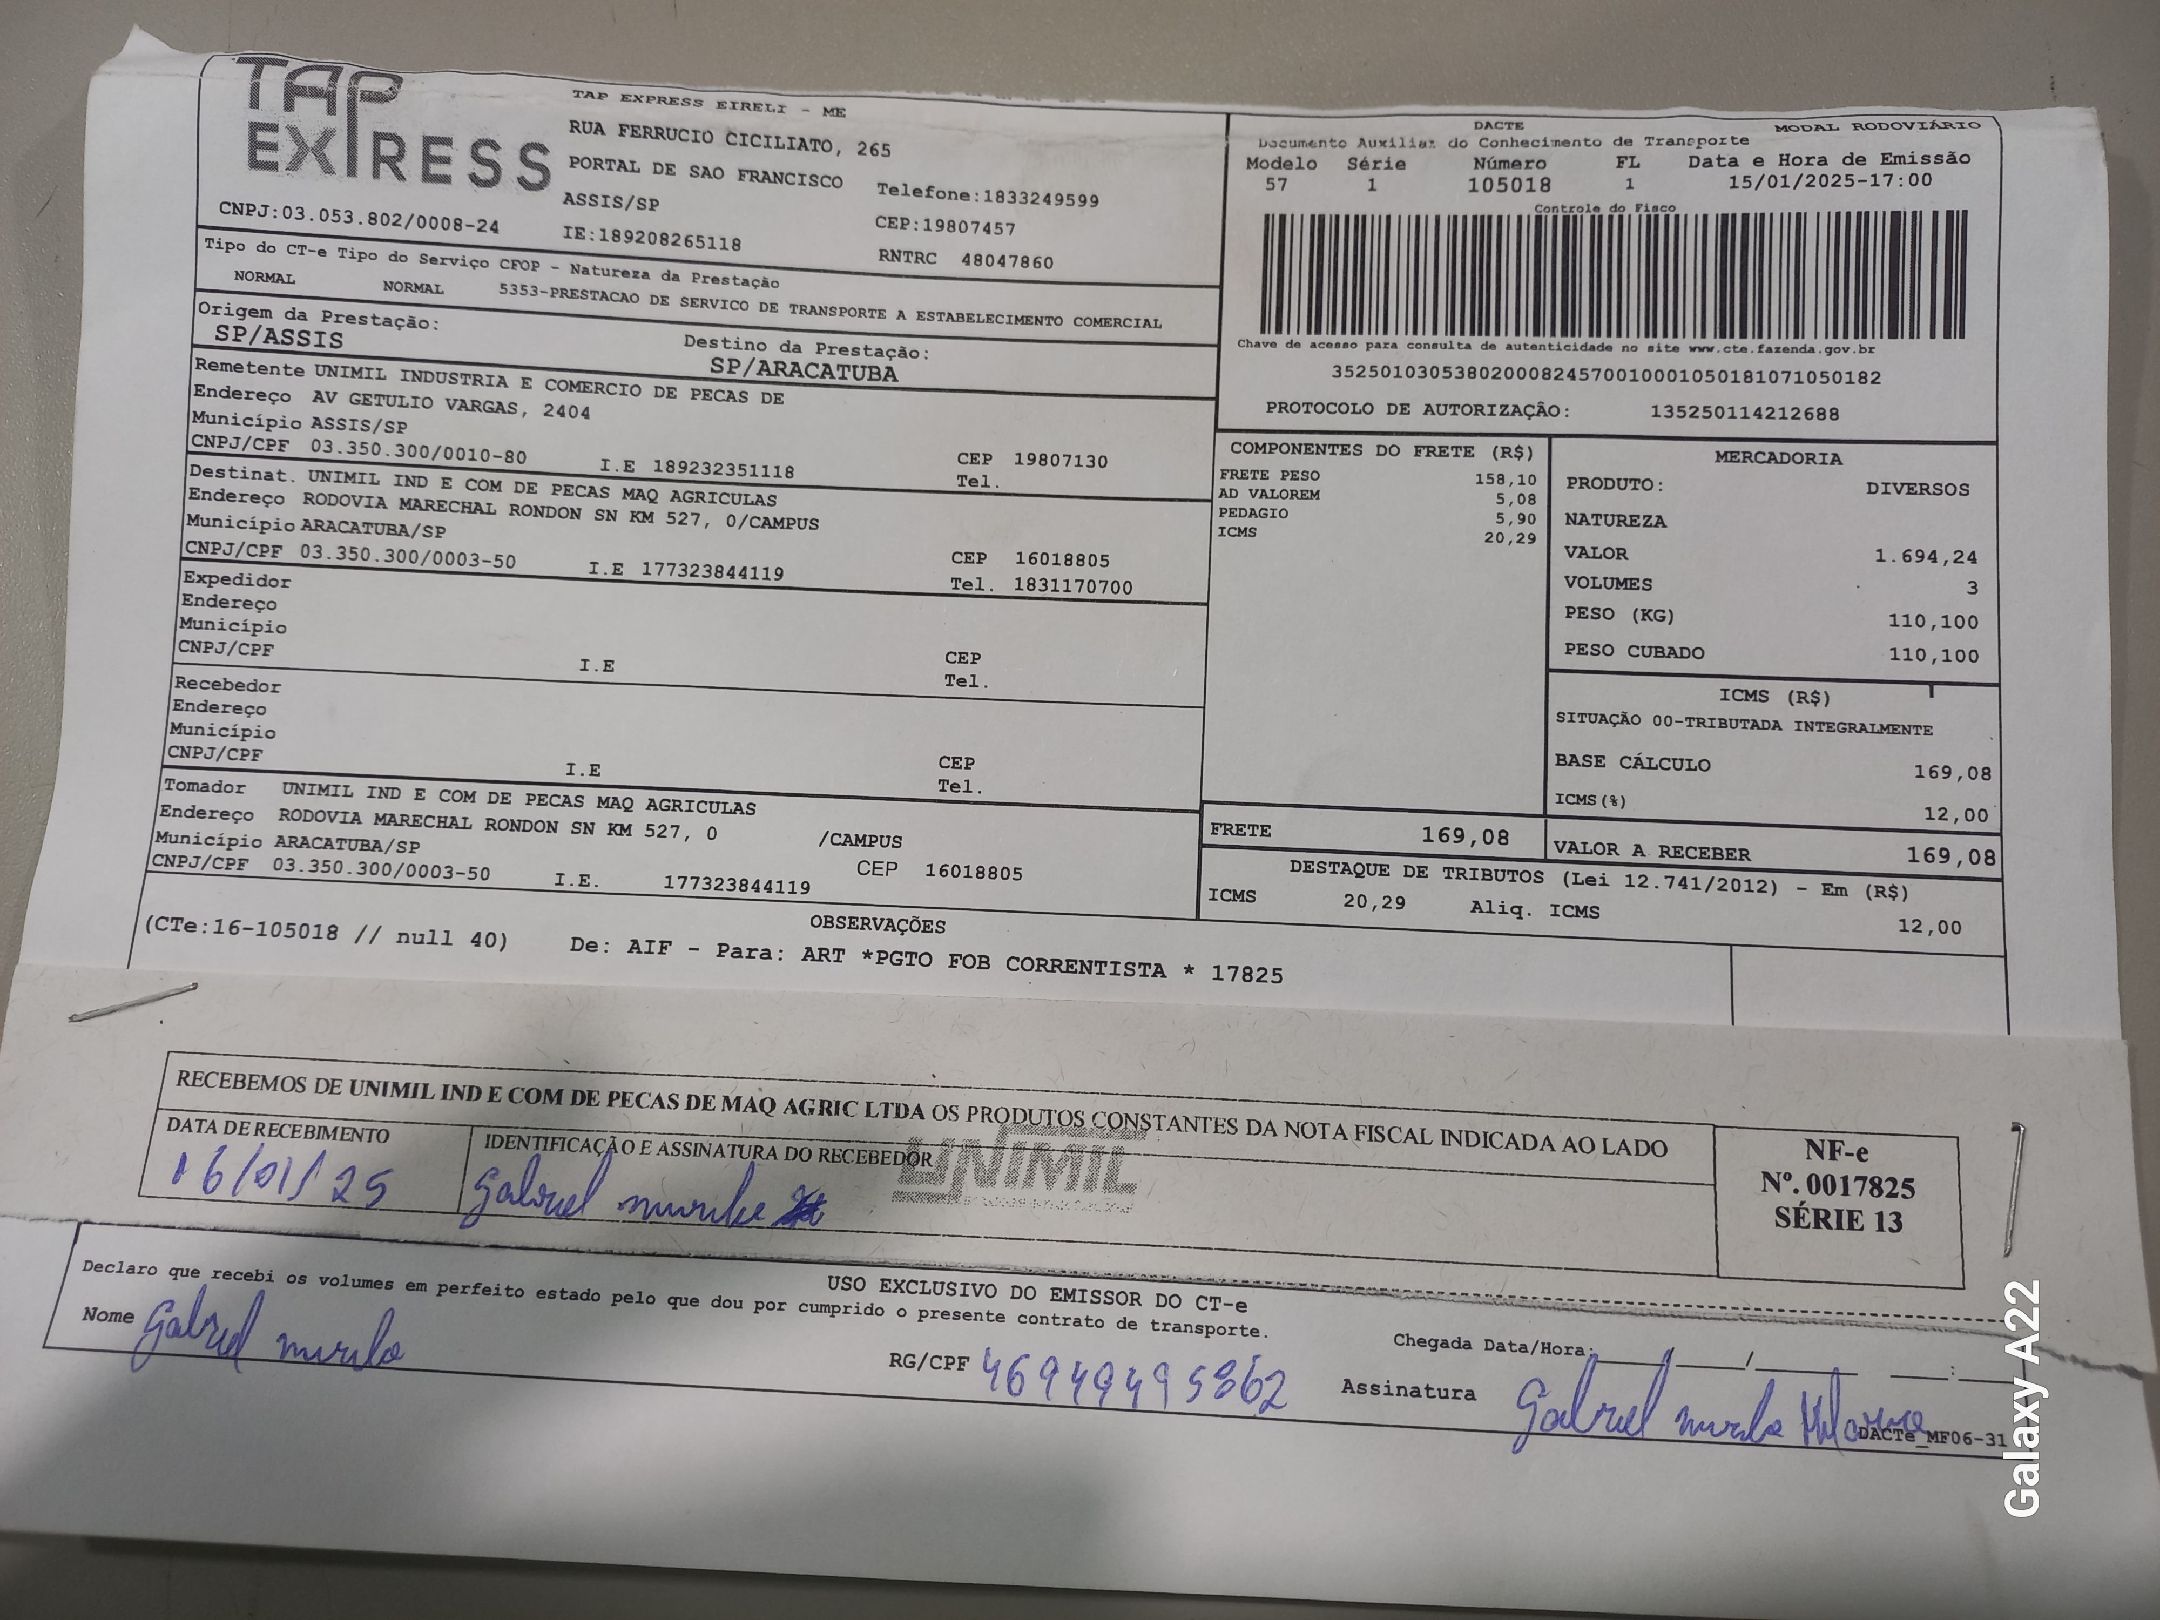 TAP EXPRESS
TAP EXPRESS EIRELI - ME
RUA FERRUCIO CICILIATO, 265
PORTAL DE SAO FRANCISCO Telefone:1833249599
ASSIS/SP CEP:19807457
CNPJ:03.053.802/0008-24 IE:189208265118 RNTRC 48047860
Tipo do CT-e Tipo do Serviço CFOP - Natureza da Prestação
NORMAL NORMAL 5353-PRESTACAO DE SERVICO DE TRANSPORTE A ESTABELECIMENTO COMERCIAL
Origem da Prestação: Destino da Prestação:
SP/ASSIS SP/ARACATUBA
Remetente UNIMIL INDUSTRIA E COMERCIO DE PECAS DE
Endereço AV GETULIO VARGAS, 2404
Município ASSIS/SP CEP 19807130
CNPJ/CPF 03.350.300/0010-80 I.E 189232351118 Tel.
Destinat. UNIMIL IND E COM DE PECAS MAQ AGRICULAS
Endereço RODOVIA MARECHAL RONDON SN KM 527, 0/CAMPUS
Município ARACATUBA/SP CEP 16018805
CNPJ/CPF 03.350.300/0003-50 I.E 177323844119 Tel. 1831170700
Expedidor
Endereço
Município CEP
CNPJ/CPF I.E Tel.
Recebedor
Endereço
Município CEP
CNPJ/CPF I.E Tel.
Tomador UNIMIL IND E COM DE PECAS MAQ AGRICULAS
Endereço RODOVIA MARECHAL RONDON SN KM 527, 0 /CAMPUS
Município ARACATUBA/SP CEP 16018805
CNPJ/CPF 03.350.300/0003-50 I.E. 177323844119
DACTE MODAL RODOVIÁRIO
Documento Auxiliar do Conhecimento de Transporte
Modelo Série Número FL Data e Hora de Emissão
57 1 105018 1 15/01/2025-17:00
Controle do Fisco
Chave de acesso para consulta de autenticidade no site www.cte.fazenda.gov.br
35250103053802000824570010001050181071050182
PROTOCOLO DE AUTORIZAÇÃO: 135250114212688
COMPONENTES DO FRETE (R$)
FRETE PESO 158,10
AD VALOREM 5,08
PEDAGIO 5,90
ICMS 20,29
MERCADORIA
PRODUTO: DIVERSOS
NATUREZA
VALOR 1.694,24
VOLUMES 3
PESO (KG) 110,100
PESO CUBADO 110,100
ICMS (R$)
SITUAÇÃO 00-TRIBUTADA INTEGRALMENTE
BASE CÁLCULO 169,08
ICMS(%) 12,00
FRETE 169,08 VALOR A RECEBER 169,08
DESTAQUE DE TRIBUTOS (Lei 12.741/2012) - Em (R$)
ICMS 20,29 Aliq. ICMS 12,00
OBSERVAÇÕES
(CTe:16-105018 // null 40) De: AIF - Para: ART *PGTO FOB CORRENTISTA * 17825
RECEBEMOS DE UNIMIL IND E COM DE PECAS DE MAQ AGRIC LTDA OS PRODUTOS CONSTANTES DA NOTA FISCAL INDICADA AO LADO
DATA DE RECEBIMENTO IDENTIFICAÇÃO E ASSINATURA DO RECEBEDOR
16/01/25 Gabriel murilo
UNIMIL
NF-e
Nº. 0017825
SÉRIE 13
USO EXCLUSIVO DO EMISSOR DO CT-e
Declaro que recebi os volumes em perfeito estado pelo que dou por cumprido o presente contrato de transporte.
Chegada Data/Hora: / / :
Nome Gabriel murilo RG/CPF 46949495862 Assinatura Gabriel murilo
DACTe_MF06-31
Galaxy A22